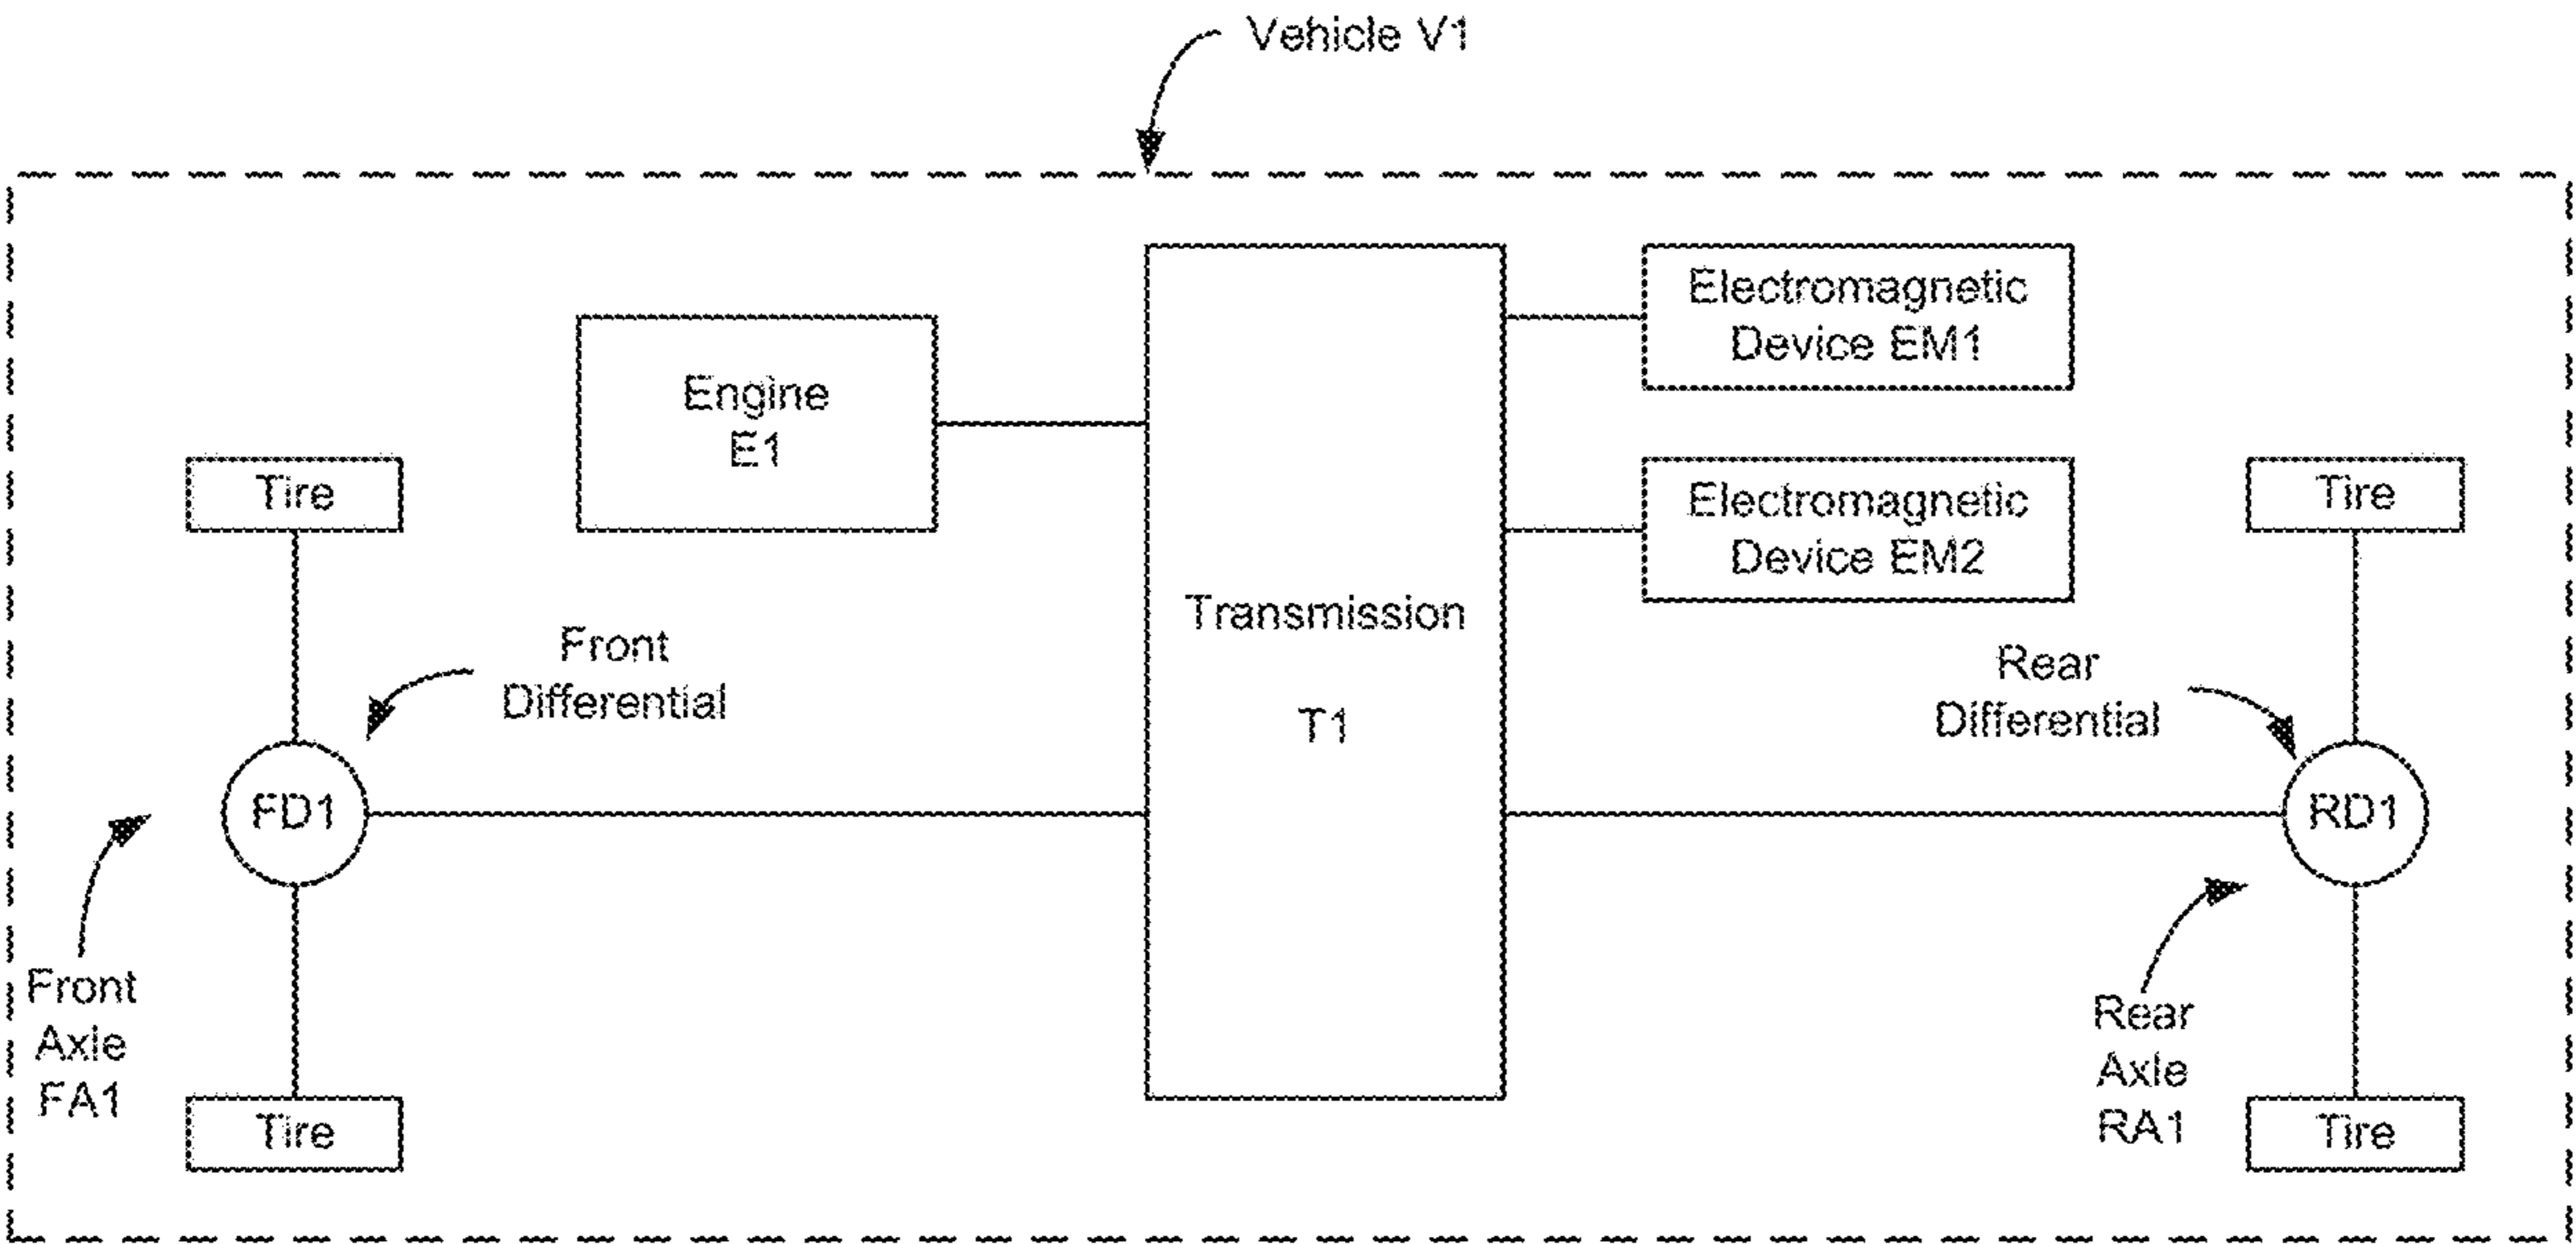 Vehicle V1
Electromagnetic
Device EM1
Engine
E1
Tire
Electromagnetic
Device EM2
Tire
Transmission
T1
Front
Differential
Rear
Differential
FD1
RD1
Front
Axle
FA1
Rear
Axle
RA1
Tire
Tire